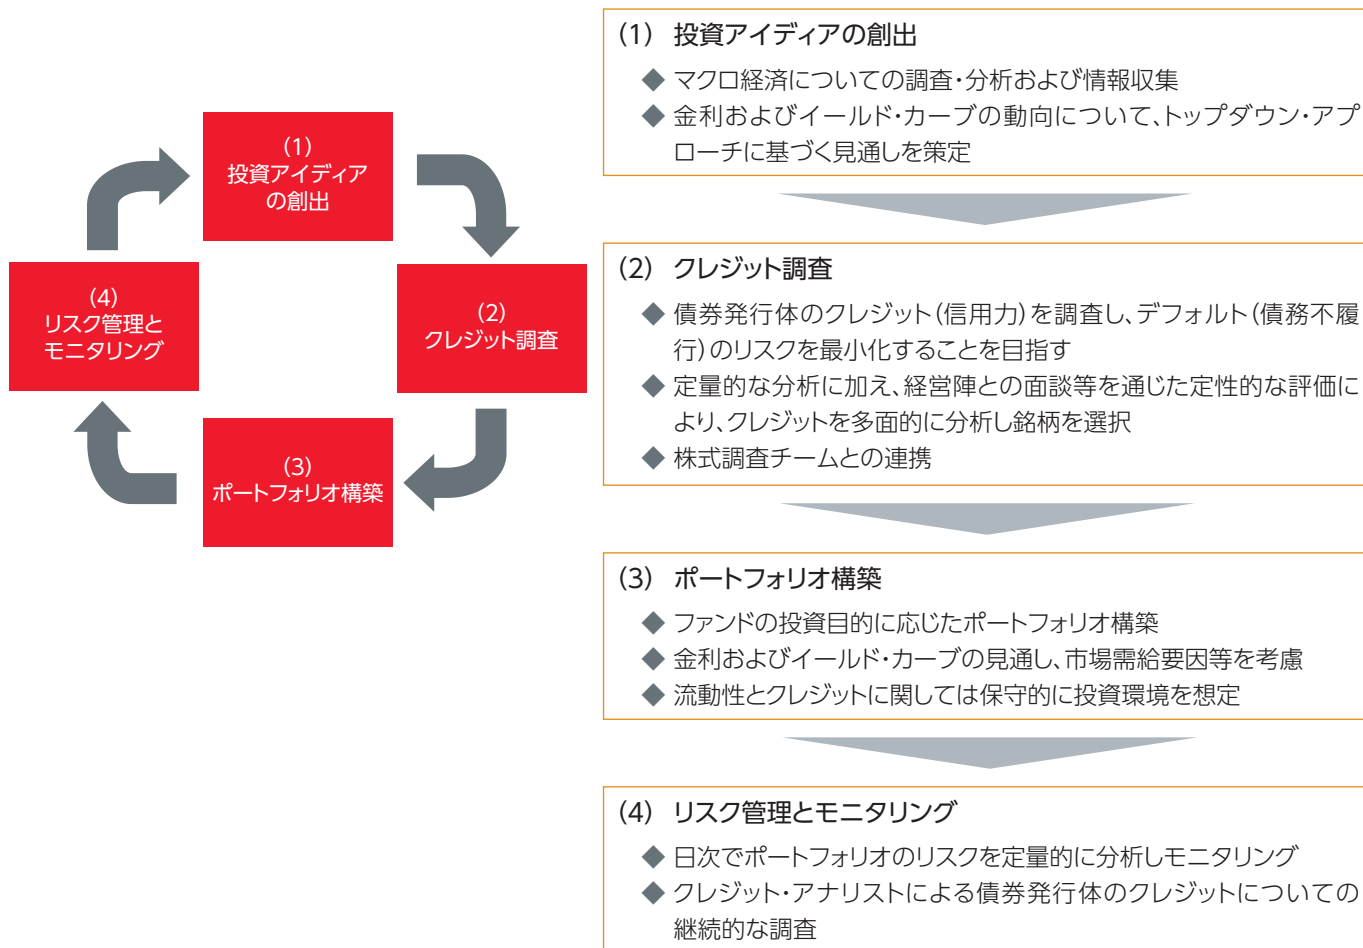 (1)
投資アイディア
の創出
(2)
クレジット調査
(3)
ポートフォリオ構築
(4)
リスク管理と
モニタリング
(1) 投資アイディアの創出
◆ マクロ経済についての調査・分析および情報収集
◆ 金利およびイールド・カーブの動向について、トップダウン・アプ
ローチに基づく見通しを策定
(2) クレジット調査
◆ 債券発行体のクレジット(信用力)を調査し、デフォルト(債務不履
行)のリスクを最小化することを目指す
◆ 定量的な分析に加え、経営陣との面談等を通じた定性的な評価に
より、クレジットを多面的に分析し銘柄を選択
◆ 株式調査チームとの連携
(3) ポートフォリオ構築
◆ ファンドの投資目的に応じたポートフォリオ構築
◆ 金利およびイールド・カーブの見通し、市場需給要因等を考慮
◆ 流動性とクレジットに関しては保守的に投資環境を想定
(4) リスク管理とモニタリング
◆ 日次でポートフォリオのリスクを定量的に分析しモニタリング
◆ クレジット・アナリストによる債券発行体のクレジットについての
継続的な調査